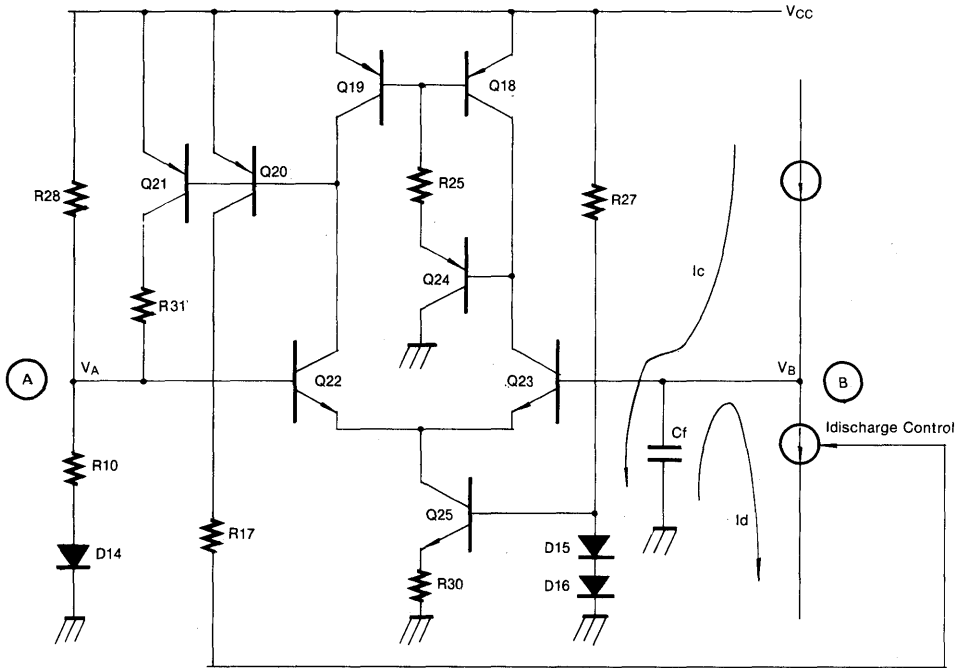 VCC
Q19
Q18
Q21
Q20
R28
R25
R27
Q24
Ic
R31
A
VA
Q22
Q23
VB
B
Cf
Idischarge Control
R10
Q25
Id
R17
D14
D15
R30
D16